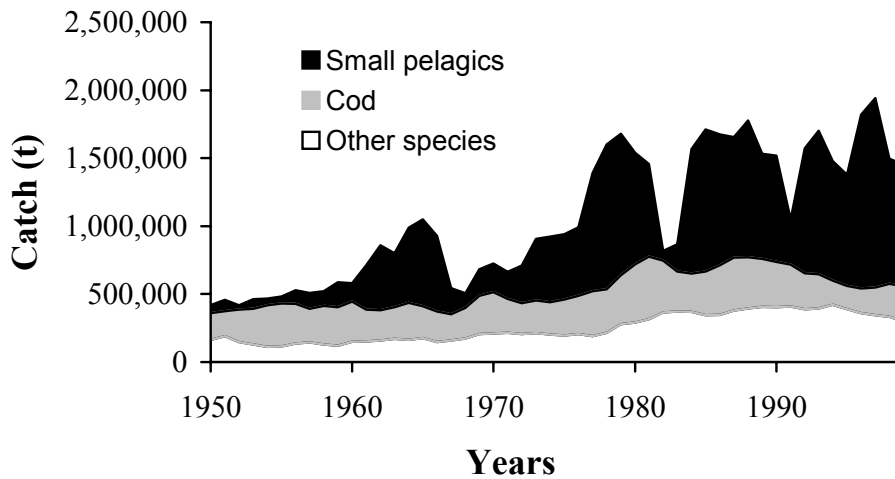 2,500,000
2,000,000
1,500,000
1,000,000
500,000
0
Catch (t)
Small pelagics
Cod
Other species
1950 1960 1970 1980 1990
Years